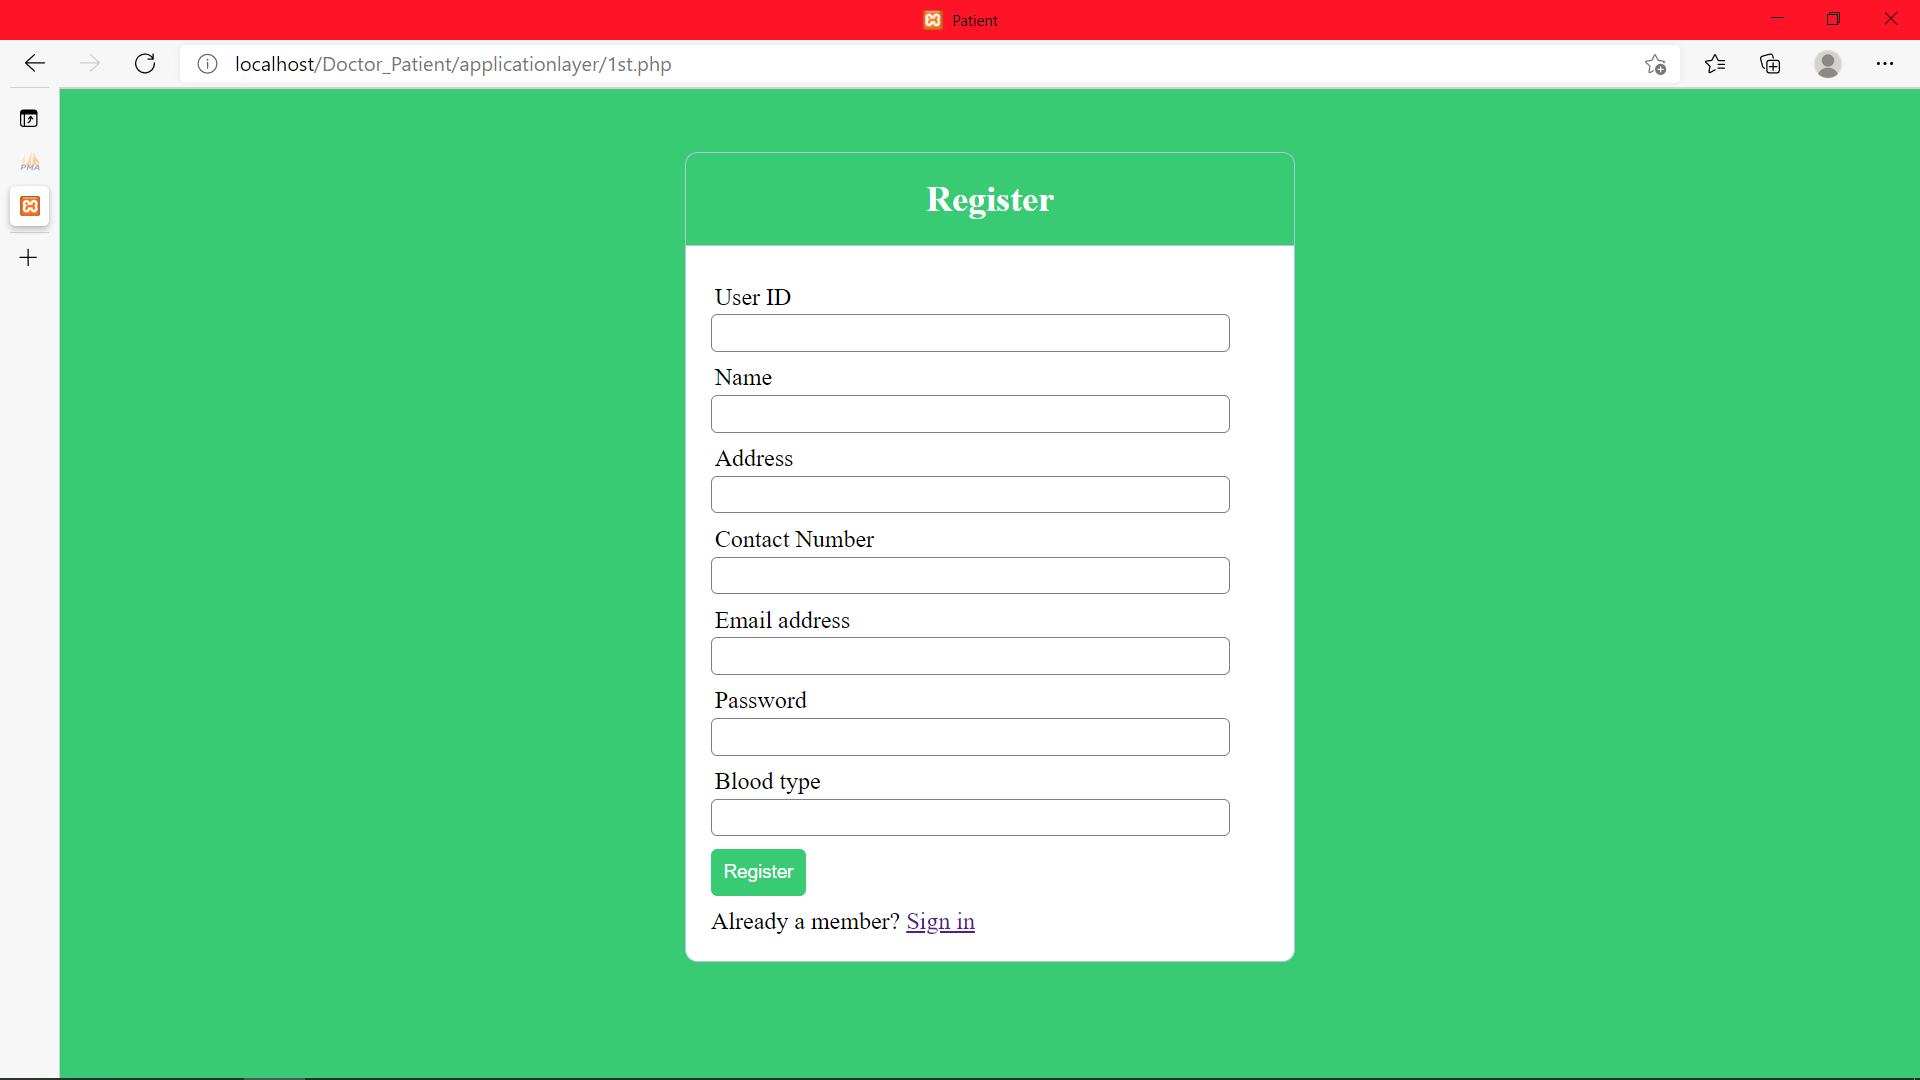 Patient
localhost/Doctor_Patient/applicationlayer/1st.php
PMA
Register
User ID
Name
Address
Contact Number
Email address
Password
Blood type
Register
Already a member? Sign in